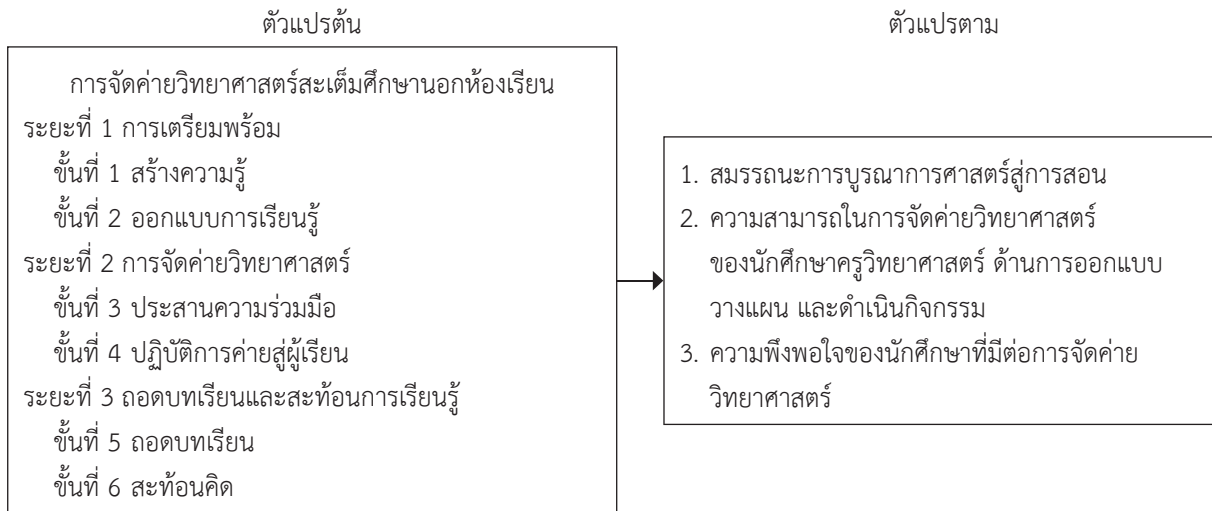 ตัวแปรต้น
การจัดค่ายวิทยาศาสตร์สะเต็มศึกษานอกห้องเรียน
ระยะที่ 1 การเตรียมพร้อม
ขั้นที่ 1 สร้างความรู้
ขั้นที่ 2 ออกแบบการเรียนรู้
ระยะที่ 2 การจัดค่ายวิทยาศาสตร์
ขั้นที่ 3 ประสานความร่วมมือ
ขั้นที่ 4 ปฏิบัติการค่ายสู่ผู้เรียน
ระยะที่ 3 ถอดบทเรียนและสะท้อนการเรียนรู้
ขั้นที่ 5 ถอดบทเรียน
ขั้นที่ 6 สะท้อนคิด
ตัวแปรตาม
1. สมรรถนะการบูรณาการศาสตร์สู่การสอน
2. ความสามารถในการจัดค่ายวิทยาศาสตร์
ของนักศึกษาครูวิทยาศาสตร์ ด้านการออกแบบ
วางแผน และดำเนินกิจกรรม
3. ความพึงพอใจของนักศึกษาที่มีต่อการจัดค่าย
วิทยาศาสตร์